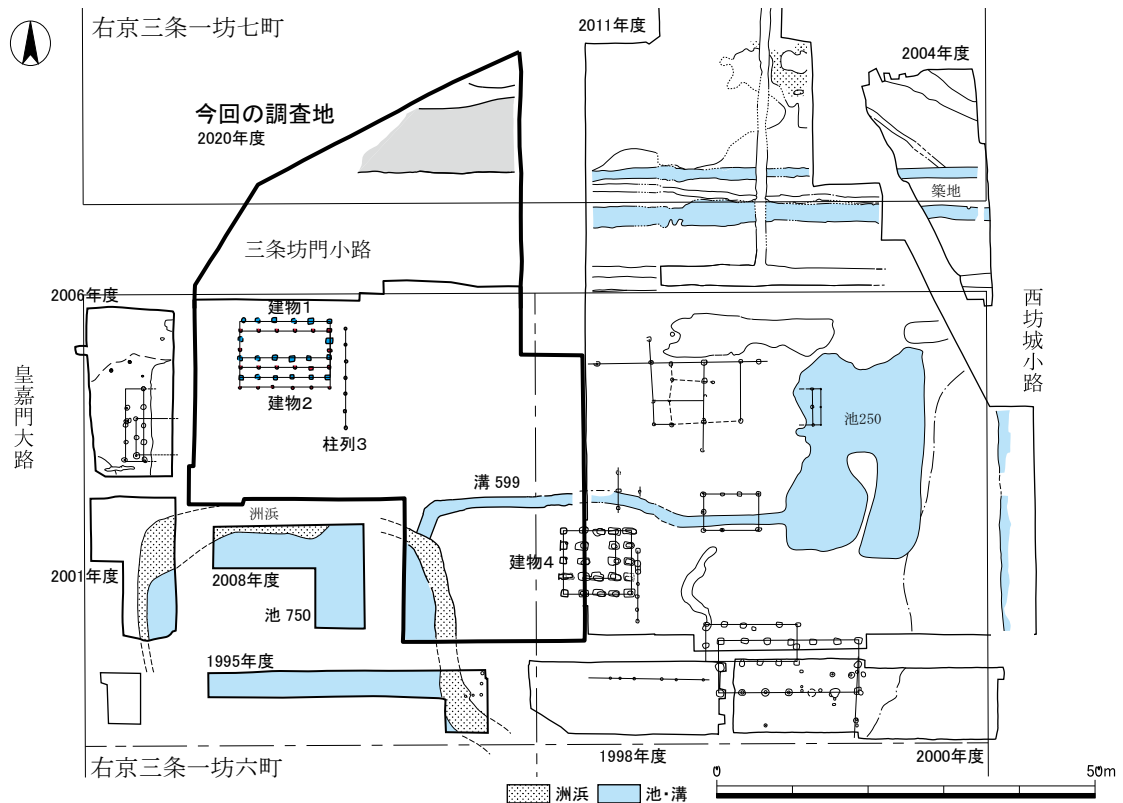 右京三条一坊七町
2011年度
2004年度
今回の調査地
2020年度
築地
三条坊門小路
2006年度
建物1
西坊城小路
皇嘉門大路
建物2
柱列3
池250
溝 599
洲浜
建物4
2001年度
2008年度
池 750
1995年度
1998年度
2000年度
右京三条一坊六町
0
50m
洲浜
池・溝